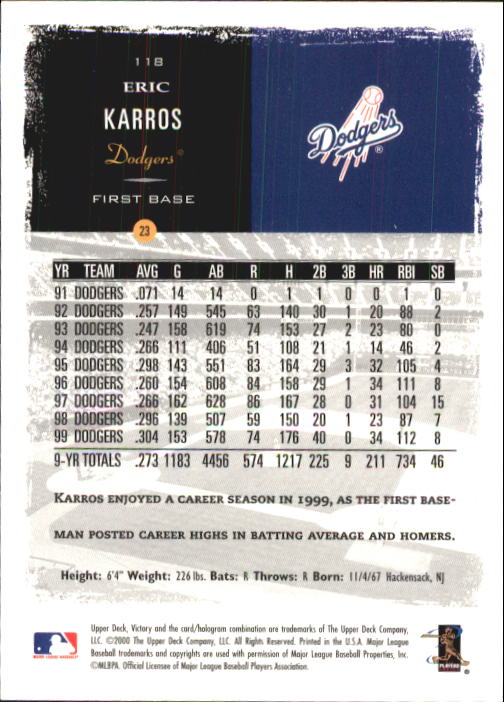 118
ERIC
KARROS
Dodgers®
FIRST BASE
Dodgers®
23
YR TEAM AVG G AB R H 2B 3B HR RBI SB
91 DODGERS .071 14 14 0 1 1 0 0 1 0
92 DODGERS .257 149 545 63 140 30 1 20 88 2
93 DODGERS .247 158 619 74 153 27 2 23 80 0
94 DODGERS .266 111 406 51 108 21 1 14 46 2
95 DODGERS .298 143 551 83 164 29 3 32 105 4
96 DODGERS .260 154 608 84 158 29 1 34 111 8
97 DODGERS .266 162 628 86 167 28 0 31 104 15
98 DODGERS .296 139 507 59 150 20 1 23 87 7
99 DODGERS .304 153 578 74 176 40 0 34 112 8
9-YR TOTALS .273 1183 4456 574 1217 225 9 211 734 46
KARROS ENJOYED A CAREER SEASON IN 1999, AS THE FIRST BASE-
MAN POSTED CAREER HIGHS IN BATTING AVERAGE AND HOMERS.
Height: 6'4" Weight: 226 lbs. Bats: R Throws: R Born: 11/4/67 Hackensack, NJ
Upper Deck, Victory and the card/hologram combination are trademarks of The Upper Deck Company,
LLC. ©2000 The Upper Deck Company, LLC. All Rights Reserved. Printed in the U.S.A. Major League
Baseball trademarks and copyrights are used with permission of Major League Baseball Properties, Inc.
©MLBPA. Official Licensee of Major League Baseball Players Association.
MAJOR LEAGUE BASEBALL®
PLAYERS